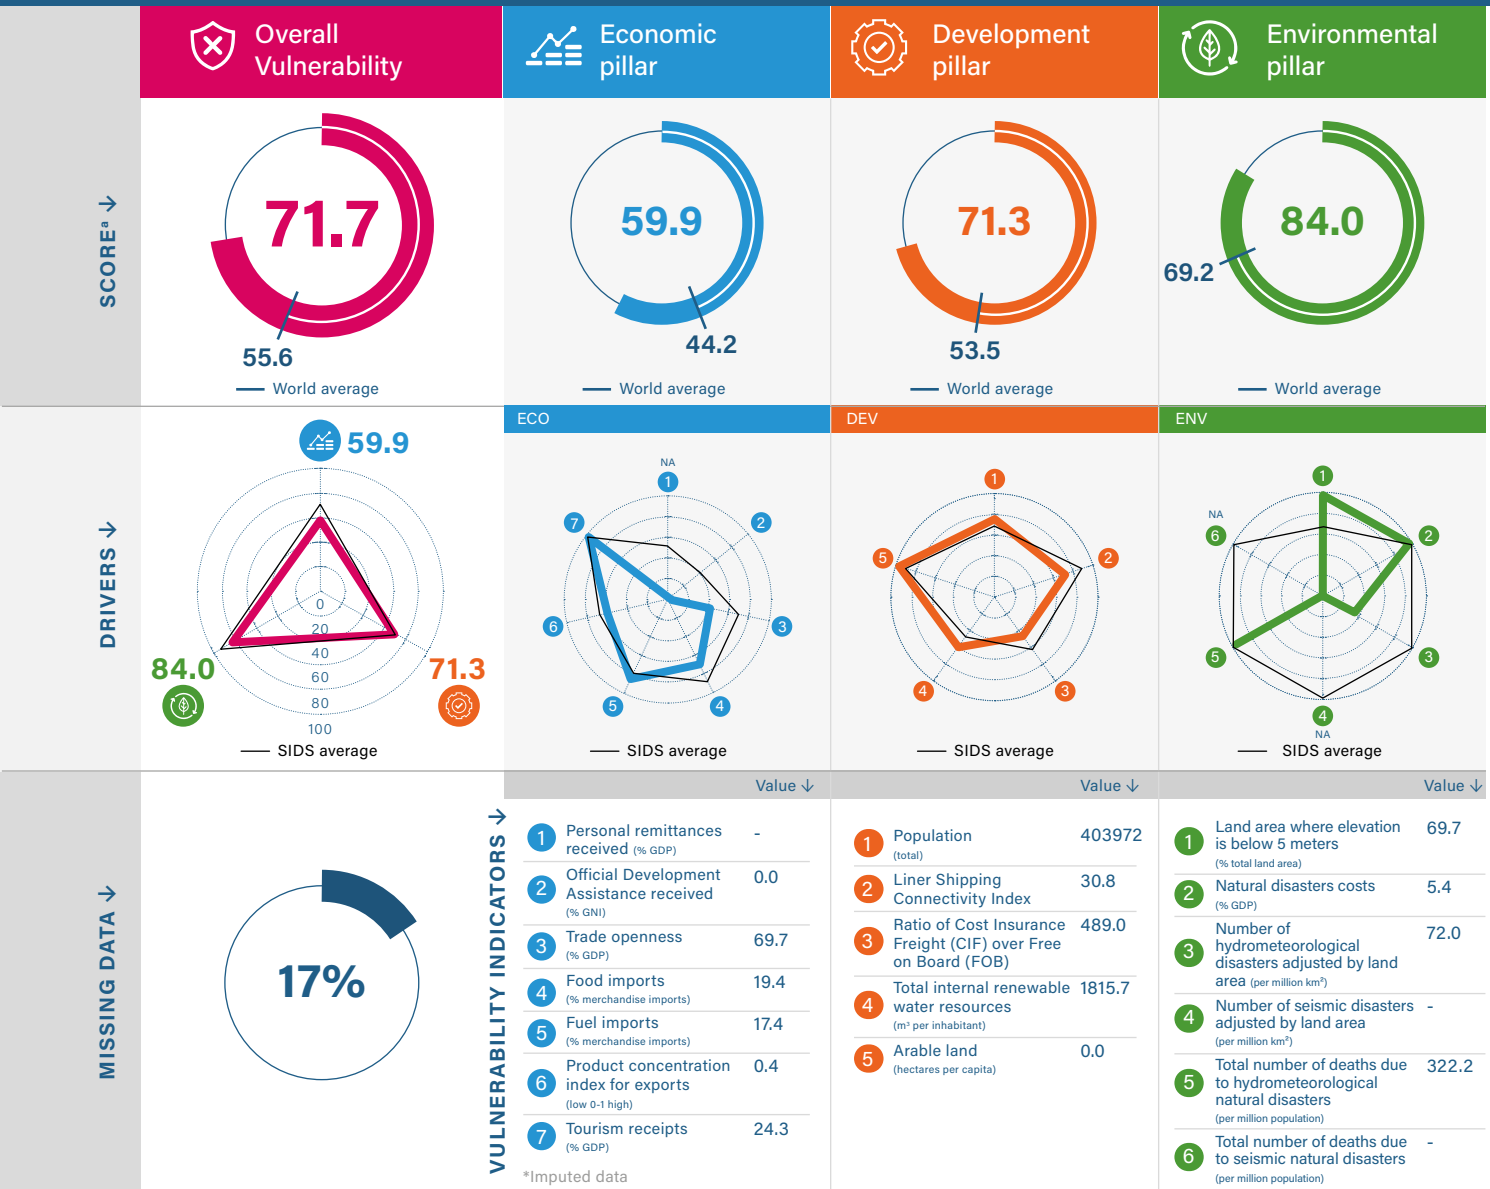 Overall
Vulnerability
Economic
pillar
Development
pillar
Environmental
pillar
SCOREª →
71.7
55.6
World average
59.9
44.2
World average
71.3
53.5
World average
84.0
69.2
World average
DRIVERS →
59.9
84.0
71.3
0
20
40
60
80
100
SIDS average
ECO
NA
1
2
3
4
5
6
7
SIDS average
DEV
1
2
3
4
5
SIDS average
ENV
1
2
3
4
NA
5
NA
6
SIDS average
MISSING DATA →
17%
VULNERABILITY INDICATORS →
Value ↓
1 Personal remittances -
received (% GDP)
2 Official Development 0.0
Assistance received
(% GNI)
3 Trade openness 69.7
(% GDP)
4 Food imports 19.4
(% merchandise imports)
5 Fuel imports 17.4
(% merchandise imports)
6 Product concentration 0.4
index for exports
(low 0-1 high)
7 Tourism receipts 24.3
(% GDP)
*Imputed data
Value ↓
1 Population 403972
(total)
2 Liner Shipping 30.8
Connectivity Index
3 Ratio of Cost Insurance 489.0
Freight (CIF) over Free
on Board (FOB)
4 Total internal renewable 1815.7
water resources
(m³ per inhabitant)
5 Arable land 0.0
(hectares per capita)
Value ↓
1 Land area where elevation 69.7
is below 5 meters
(% total land area)
2 Natural disasters costs 5.4
(% GDP)
3 Number of 72.0
hydrometeorological
disasters adjusted by land
area (per million km²)
4 Number of seismic disasters -
adjusted by land area
(per million km²)
5 Total number of deaths due 322.2
to hydrometeorological
natural disasters
(per million population)
6 Total number of deaths due -
to seismic natural disasters
(per million population)